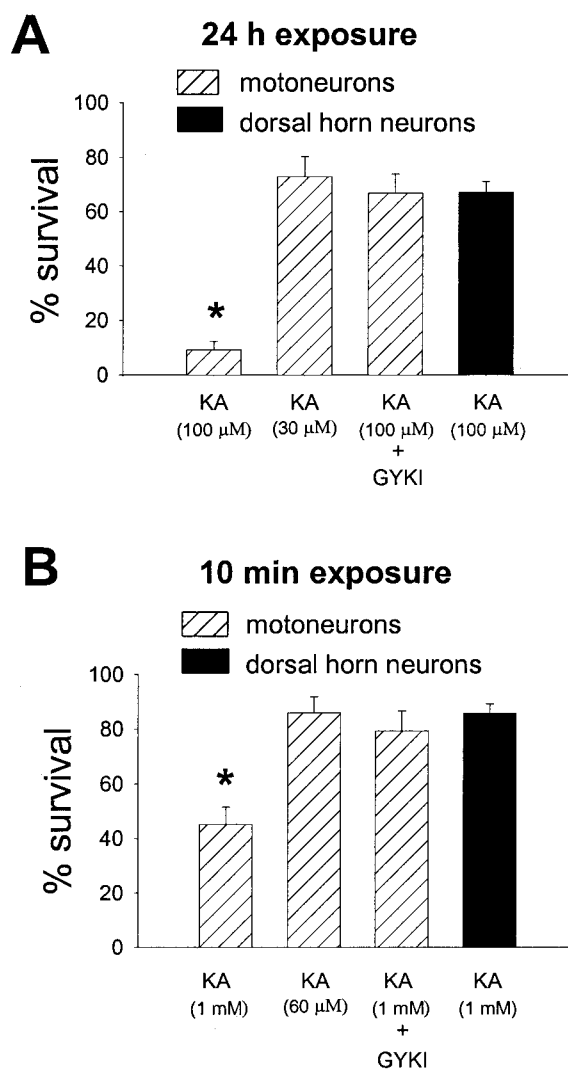 A
24 h exposure
motoneurons
dorsal horn neurons
100
80
60
40
20
0
% survival
*
KA KA KA KA
(100 μM) (30 μM) (100 μM) (100 μM)
+
GYKI
B
10 min exposure
motoneurons
dorsal horn neurons
100
80
60
40
20
0
% survival
*
KA KA KA KA
(1 mM) (60 μM) (1 mM) (1 mM)
+
GYKI